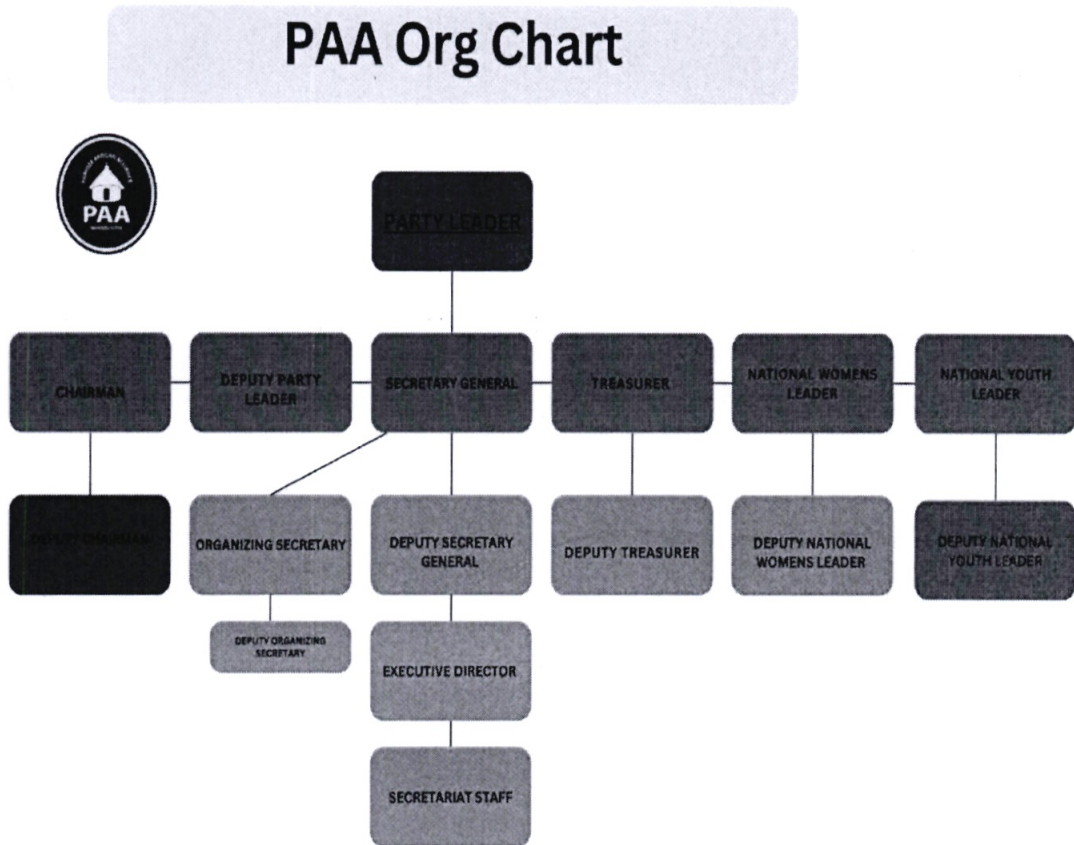 PAA Org Chart
PAA
PARTY LEADER
CHAIRMAN
DEPUTY PARTY
LEADER
SECRETARY GENERAL
TREASURER
NATIONAL WOMENS
LEADER
NATIONAL YOUTH
LEADER
DEPUTY CHAIRMAN
ORGANIZING SECRETARY
DEPUTY SECRETARY
GENERAL
DEPUTY TREASURER
DEPUTY NATIONAL
WOMENS LEADER
DEPUTY NATIONAL
YOUTH LEADER
DEPUTY ORGANIZING
SECRETARY
EXECUTIVE DIRECTOR
SECRETARIAT STAFF